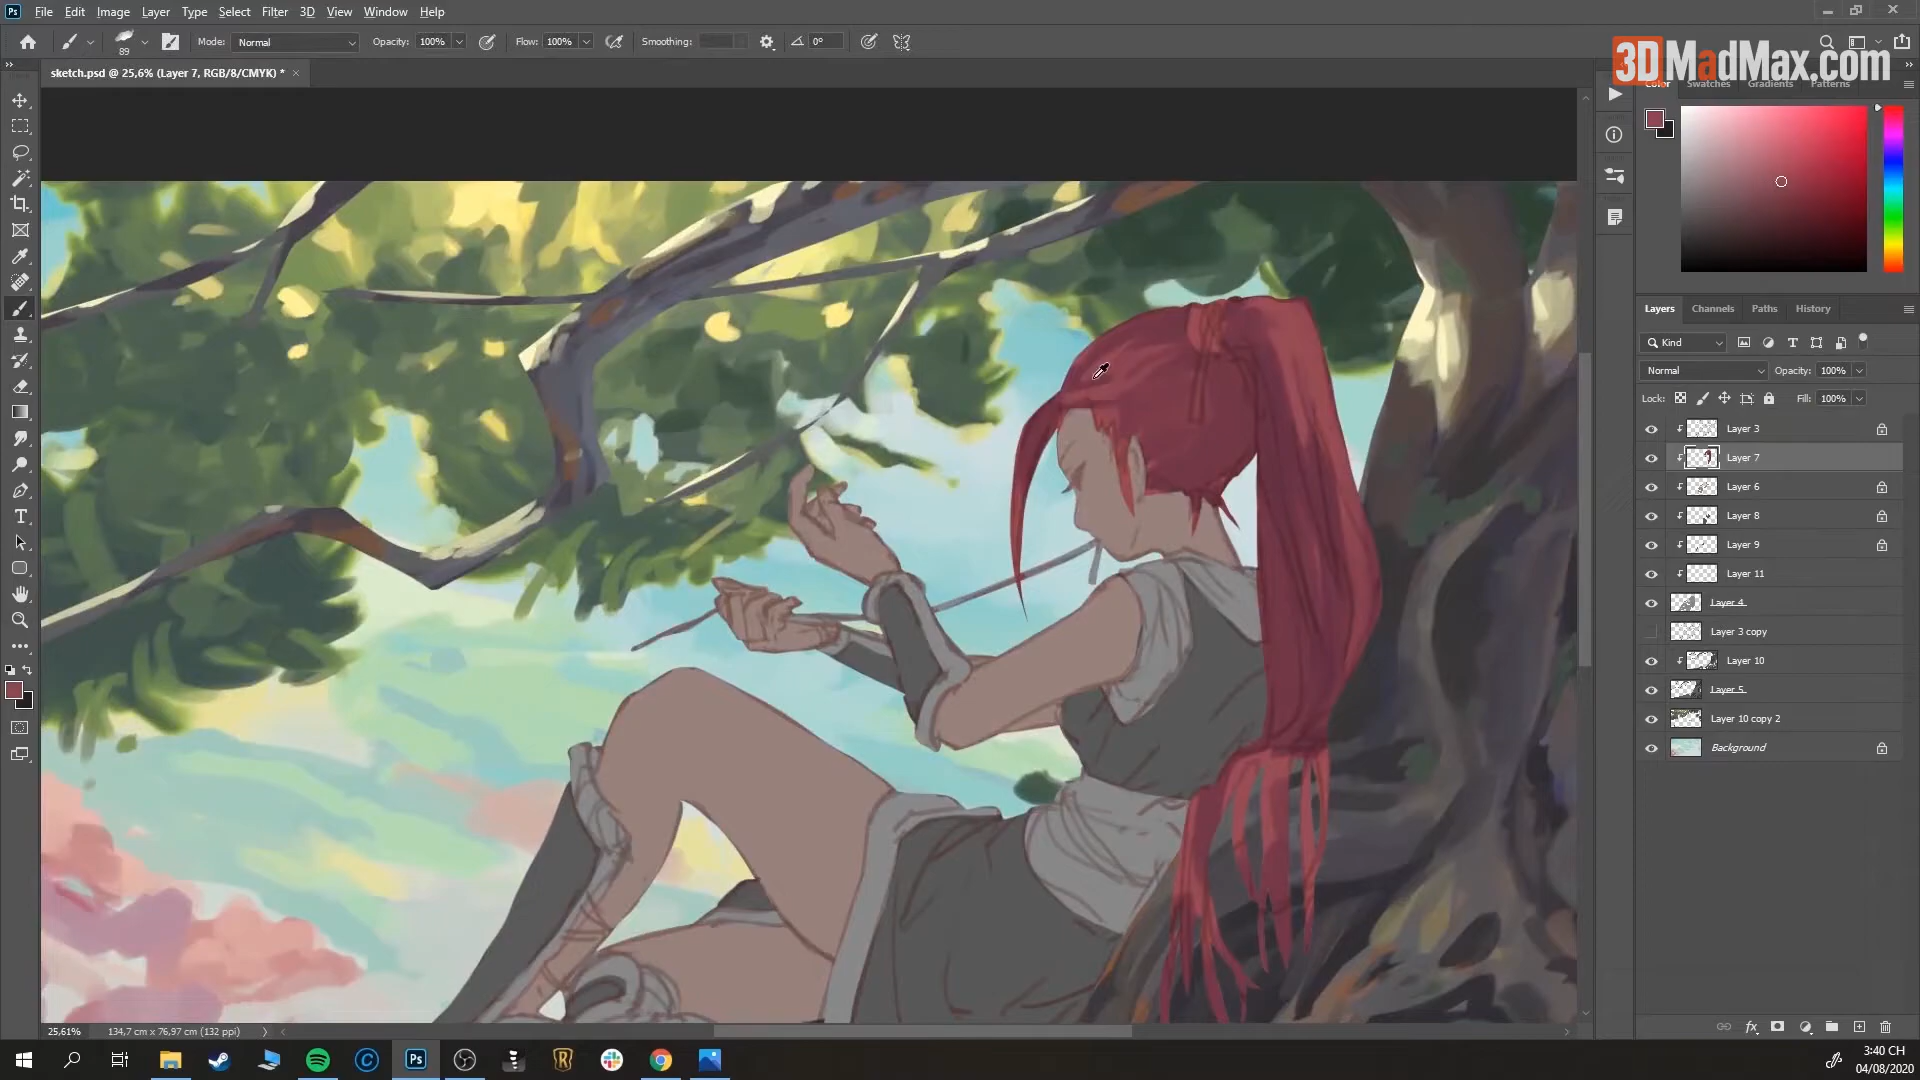 Ps File Edit Image Layer Type Select Filter 3D View Window Help
89 Mode: Normal Opacity: 100% Flow: 100% Smoothing: 0°
3DMadMax.com
sketch.psd @ 25,6% (Layer 7, RGB/8/CMYK) * ×
Color Swatches Gradients Patterns
Layers Channels Paths History
Kind
Normal Opacity: 100%
Lock: Fill: 100%
Layer 3
Layer 7
Layer 6
Layer 8
Layer 9
Layer 11
Layer 4
Layer 3 copy
Layer 10
Layer 5
Layer 10 copy 2
Background
25,61% 134,7 cm x 76,97 cm (132 ppi)
Ps
3:40 CH
04/08/2020